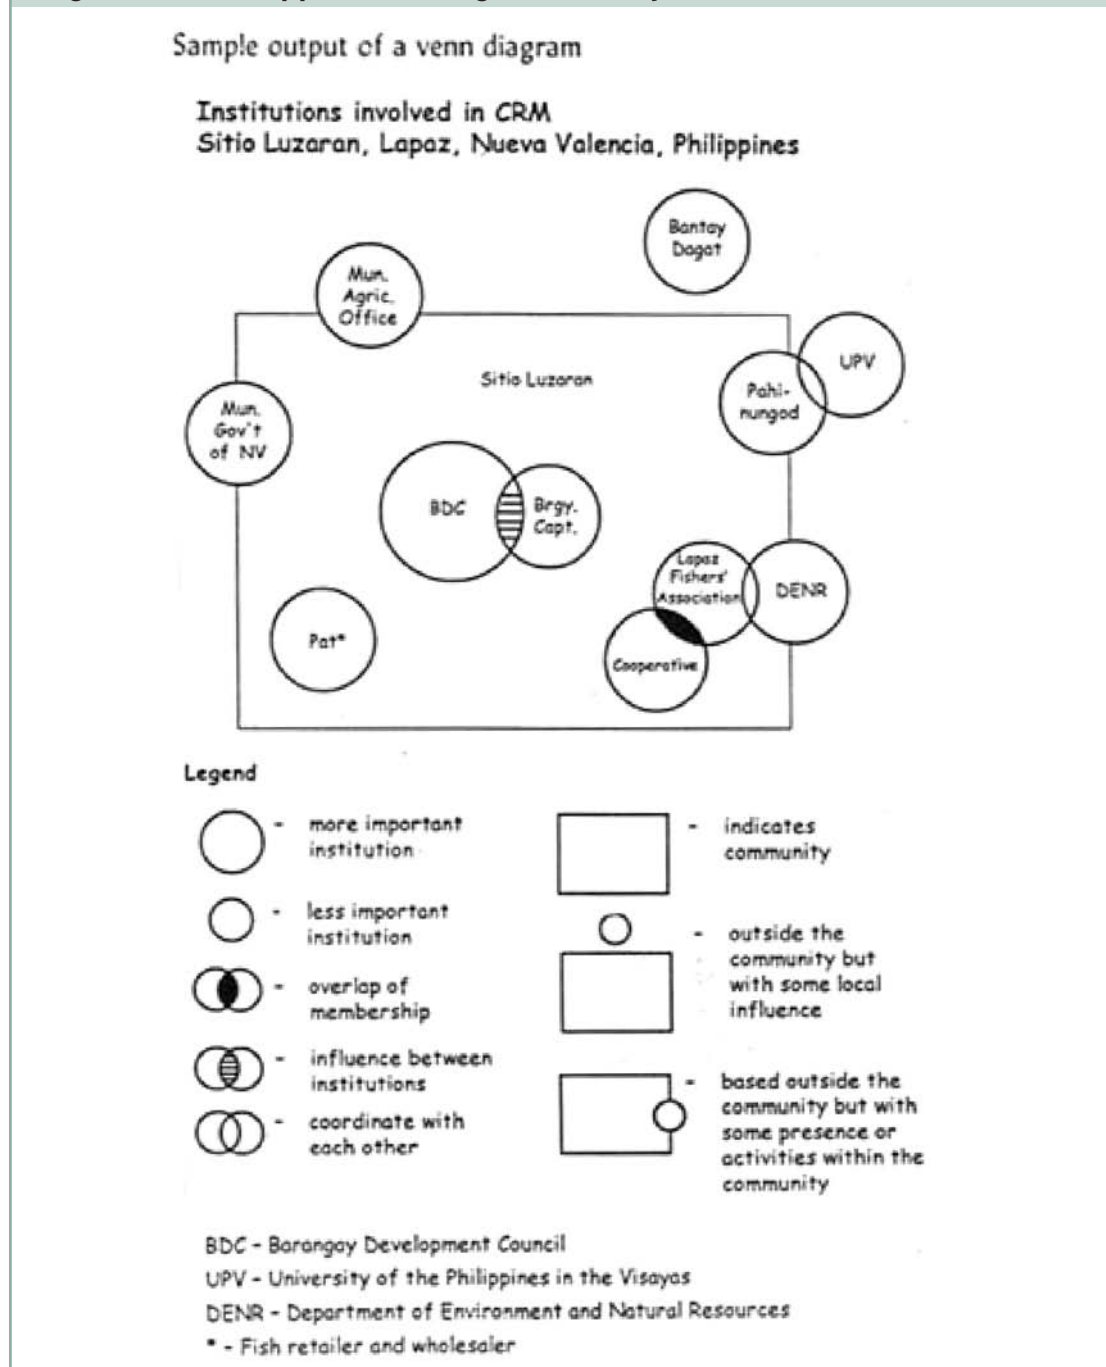 Sample output of a venn diagram
Institutions involved in CRM
Sitio Luzaran, Lapaz, Nueva Valencia, Philippines
Bantay
Dagat
Mun.
Agric.
Office
UPV
Sitio Luzaran
Pahi-
nungod
Mun.
Gov't
of NV
BDC
Brgy.
Capt.
Lapaz
Fishers'
Association
DENR
Pat*
Cooperative
Legend
- more important
institution
- less important
institution
- overlap of
membership
- influence between
institutions
- coordinate with
each other
- indicates
community
- outside the
community but
with some local
influence
- based outside the
community but with
some presence or
activities within the
community
BDC - Barangay Development Council
UPV - University of the Philippines in the Visayas
DENR - Department of Environment and Natural Resources
* - Fish retailer and wholesaler